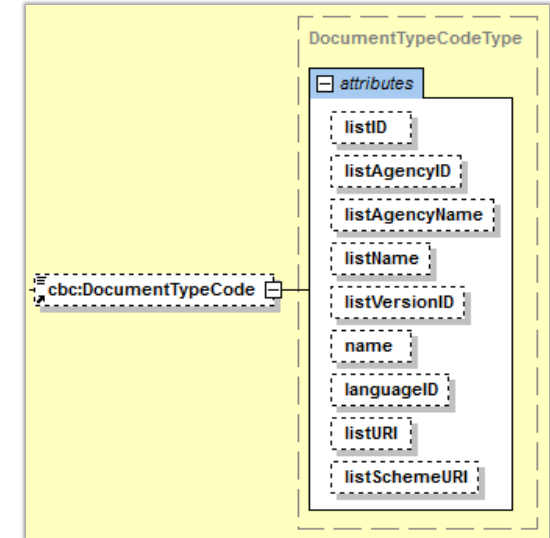 DocumentTypeCodeType
attributes
listID
listAgencyID
listAgencyName
listName
cbc:DocumentTypeCode
listVersionID
name
languageID
listURI
listSchemeURI